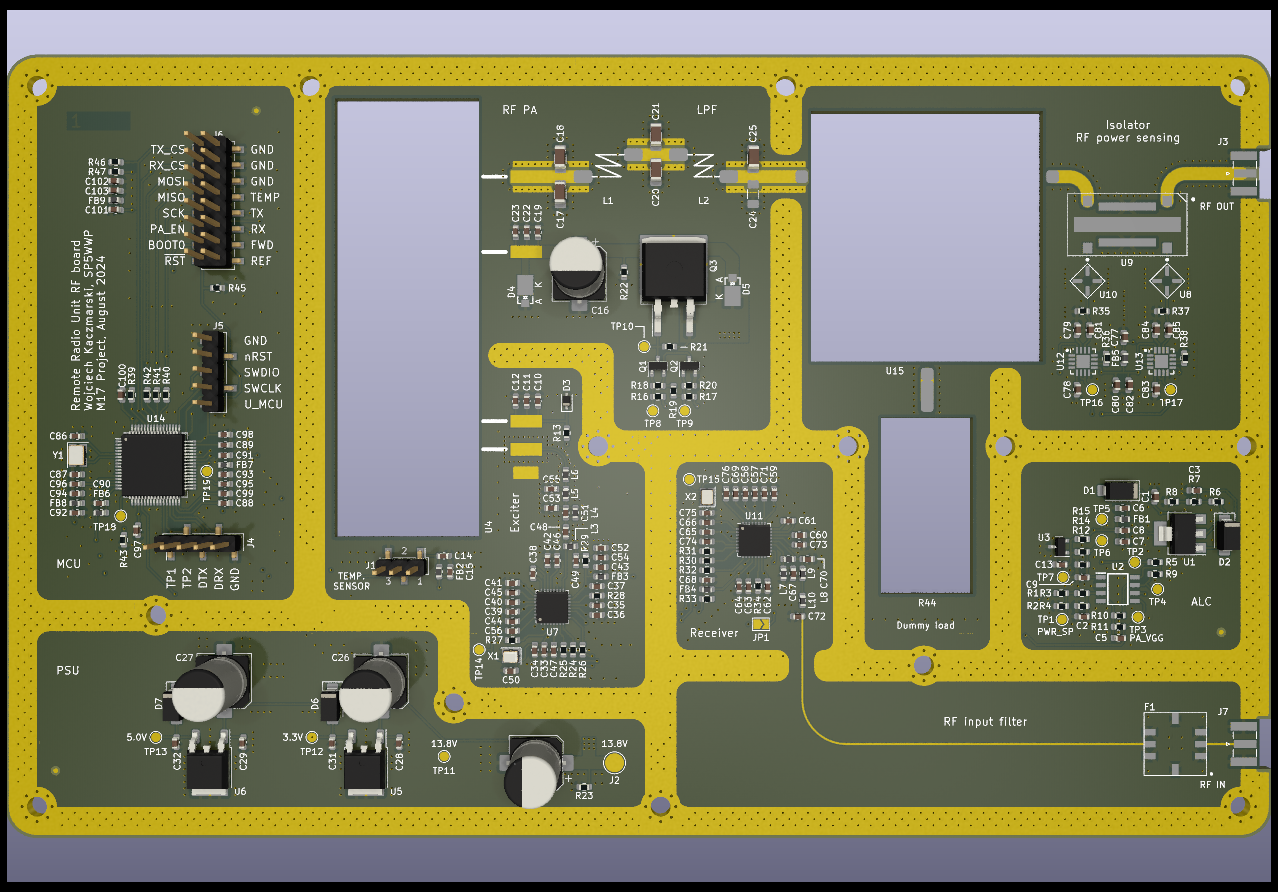 RF PA
LPF
Isolator
RF power sensing
J3
RF OUT
C21
C18
C25
C17
C20
C24
L1
L2
1
J6
TX_CS
RX_CS
MOSI
MISO
SCK
PA_EN
BOOT0
RST
GND
GND
GND
TEMP
TX
RX
FWD
REF
R46
R47
C102
C103
FB9
C101
R45
Remote Radio Unit RF board
Wojciech Kaczmarski, SP5WWP
M17 Project, August 2024
J5
GND
nRST
SWDIO
SWCLK
U_MCU
C100
R39
R42
R41
R40
U14
C86
Y1
C87
C96
C94
FB8
C92
C90
FB6
TP18
TP19
C98
C89
C91
FB7
C93
C95
C99
C88
R43
C97
J4
TP1
TP2
DTX
DRX
GND
MCU
C23
C22
C19
D4
K
A
C16
R22
Q3
A
K
D5
TP10
R21
Q1
Q2
R18
R16
R19
R20
R17
TP8
TP9
C12
C11
C10
D3
R13
U4
Exciter
C55
C53
L6
L5
C51
L4
L3
C48
C46
C42
C38
R29
C49
C52
C54
C43
FB3
C37
R28
C35
C36
C41
C45
C40
C39
C44
C56
R27
U7
X1
TP14
C50
C34
C33
C47
R25
R24
R26
J1
2
3
1
TEMP.
SENSOR
C14
FB2
C15
U9
U10
U8
R35
R37
C79
C81
R36
C77
FB5
C84
C85
R38
U12
U13
C78
TP16
C80
C82
C83
TP17
U15
R44
Dummy load
TP15
X2
C76
C69
C58
C57
C71
C59
U11
C75
C66
C65
C74
R31
R30
R32
C68
FB4
R33
C61
C60
C73
L9
C70
L7
C67
L10
L8
C72
C64
C63
R34
C62
JP1
Receiver
D1
C1
C3
R7
R8
R6
R15
R14
R12
TP5
TP6
C6
FB1
C8
C2
TP2
U3
C13
TP7
C9
R1
R3
R2
R4
TP1
PWR_SP
U2
U1
D2
R5
R9
TP4
R10
R11
C5
TP3
PA_VGG
ALC
PSU
C27
C26
D7
D6
5.0V
TP13
C32
C29
U6
3.3V
TP12
C31
C28
U5
13.8V
TP11
13.8V
J2
R23
RF input filter
F1
J7
RF IN